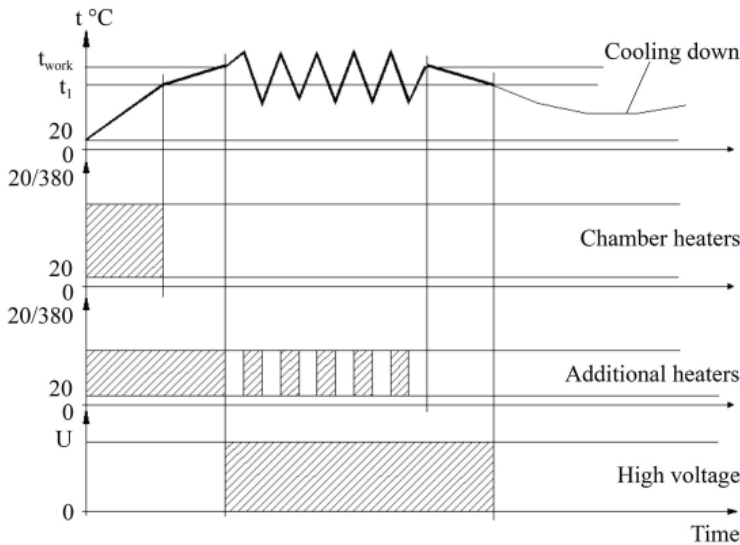 t °C
t_work
t_1
20
0
Cooling down
20/380
20
0
Chamber heaters
20/380
20
0
Additional heaters
U
0
High voltage
Time